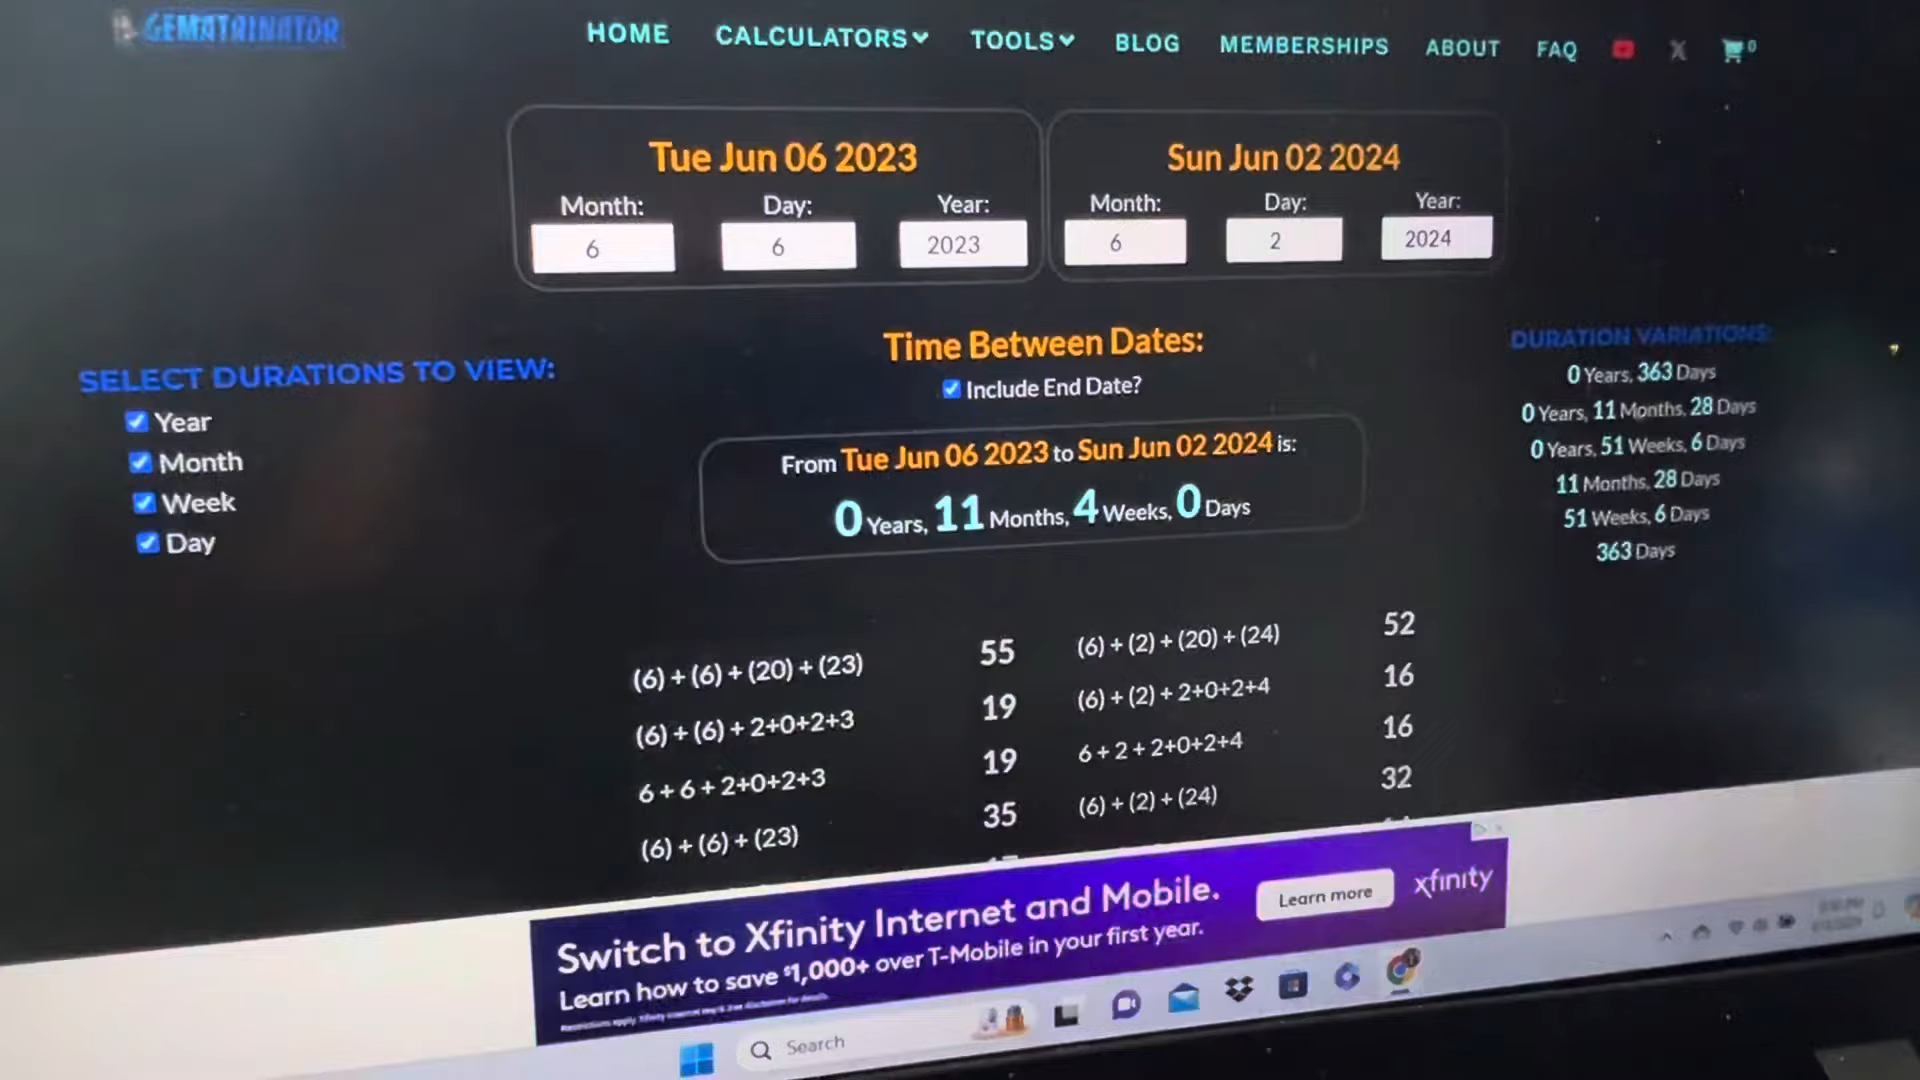 GEMATRINATOR
HOME CALCULATORS TOOLS BLOG MEMBERSHIPS ABOUT FAQ 0
Tue Jun 06 2023
Month: Day: Year:
6 6 2023
Sun Jun 02 2024
Month: Day: Year:
6 2 2024
SELECT DURATIONS TO VIEW:
Year
Month
Week
Day
Time Between Dates:
Include End Date?
From Tue Jun 06 2023 to Sun Jun 02 2024 is:
0 Years, 11 Months, 4 Weeks, 0 Days
DURATION VARIATIONS:
0 Years, 363 Days
0 Years, 11 Months, 28 Days
0 Years, 51 Weeks, 6 Days
11 Months, 28 Days
51 Weeks, 6 Days
363 Days
(6) + (6) + (20) + (23) 55
(6) + (6) + 2+0+2+3 19
6 + 6 + 2+0+2+3 19
(6) + (6) + (23) 35
(6) + (2) + (20) + (24) 52
(6) + (2) + 2+0+2+4 16
6 + 2 + 2+0+2+4 16
(6) + (2) + (24) 32
Switch to Xfinity Internet and Mobile.
Learn how to save $1,000+ over T-Mobile in your first year.
Learn more
xfinity
Search